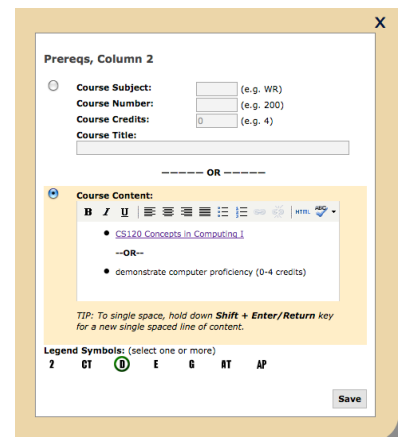 X
Prereqs, Column 2
Course Subject: (e.g. WR)
Course Number: (e.g. 200)
Course Credits: 0 (e.g. 4)
Course Title:
----- OR -----
Course Content:
B I U HTML ABC
CS120 Concepts in Computing I
--OR--
demonstrate computer proficiency (0-4 credits)
TIP: To single space, hold down Shift + Enter/Return key
for a new single spaced line of content.
Legend Symbols: (select one or more)
2 CT D E G AT AP
Save